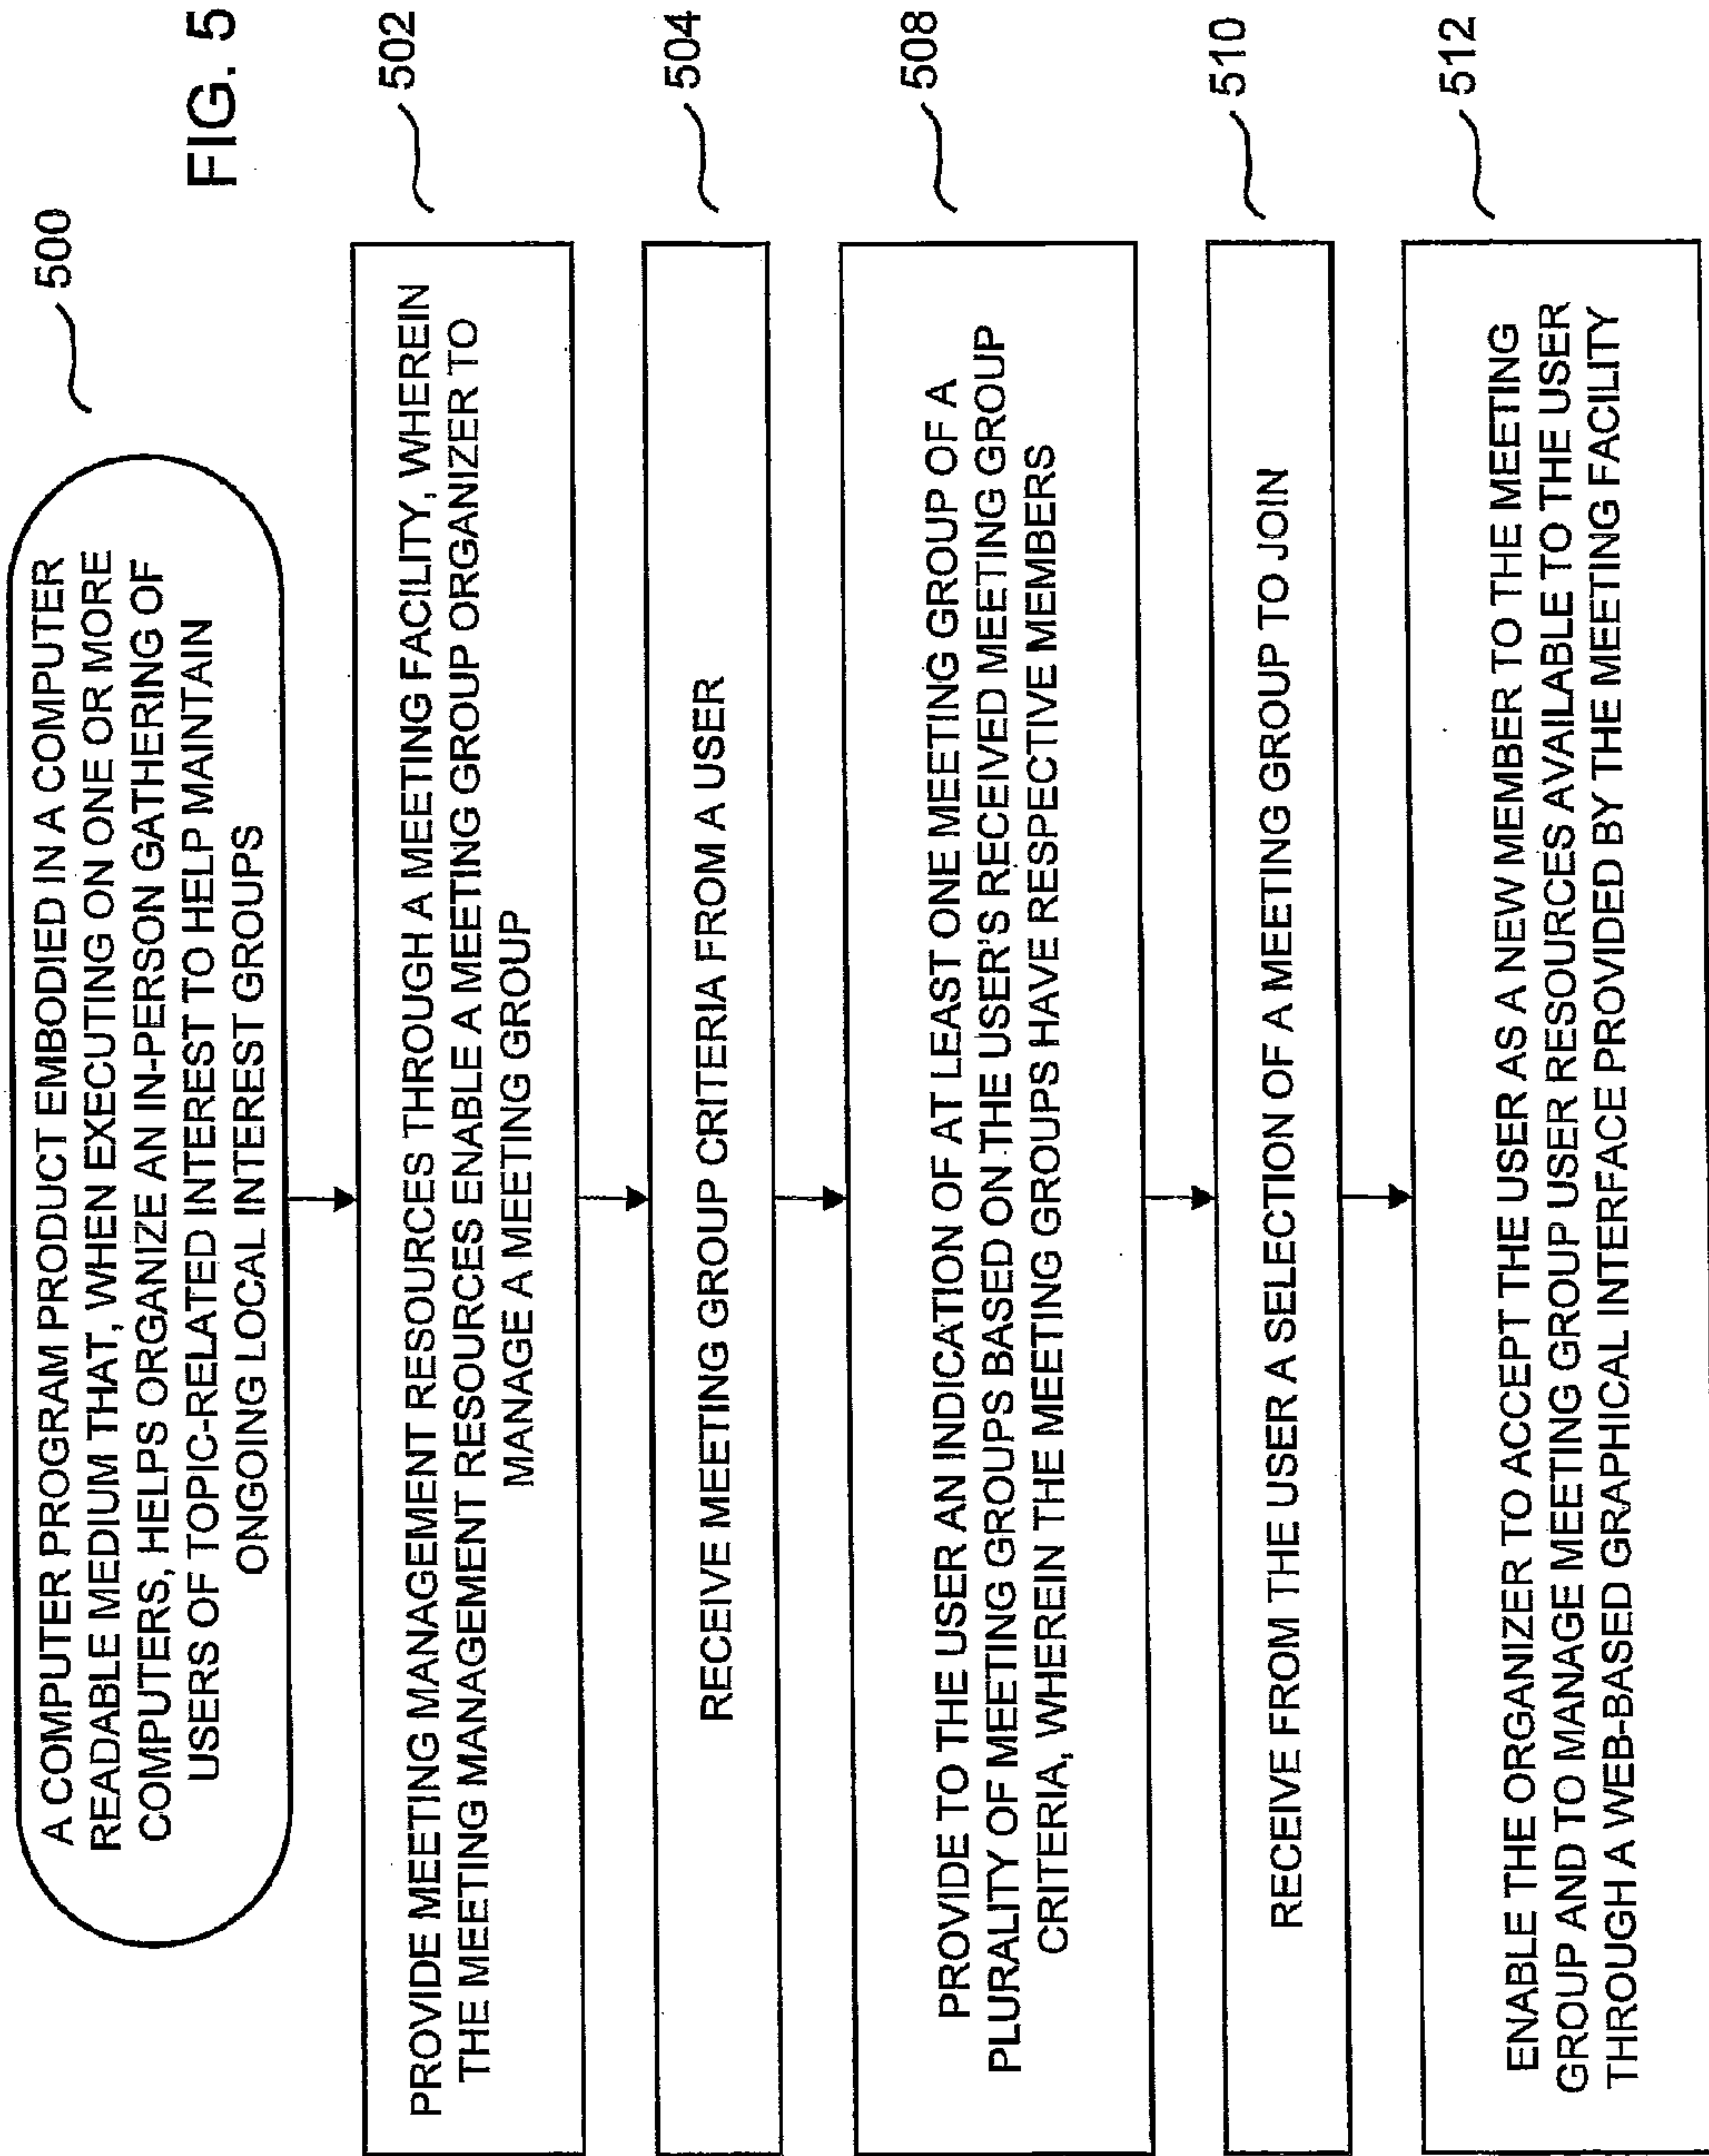 FIG. 5
500
A COMPUTER PROGRAM PRODUCT EMBODIED IN A COMPUTER
READABLE MEDIUM THAT, WHEN EXECUTING ON ONE OR MORE
COMPUTERS, HELPS ORGANIZE AN IN-PERSON GATHERING OF
USERS OF TOPIC-RELATED INTEREST TO HELP MAINTAIN
ONGOING LOCAL INTEREST GROUPS
502
PROVIDE MEETING MANAGEMENT RESOURCES THROUGH A MEETING FACILITY, WHEREIN
THE MEETING MANAGEMENT RESOURCES ENABLE A MEETING GROUP ORGANIZER TO
MANAGE A MEETING GROUP
504
RECEIVE MEETING GROUP CRITERIA FROM A USER
508
PROVIDE TO THE USER AN INDICATION OF AT LEAST ONE MEETING GROUP OF A
PLURALITY OF MEETING GROUPS BASED ON THE USER'S RECEIVED MEETING GROUP
CRITERIA, WHEREIN THE MEETING GROUPS HAVE RESPECTIVE MEMBERS
510
RECEIVE FROM THE USER A SELECTION OF A MEETING GROUP TO JOIN
512
ENABLE THE ORGANIZER TO ACCEPT THE USER AS A NEW MEMBER TO THE MEETING
GROUP AND TO MANAGE MEETING GROUP USER RESOURCES AVAILABLE TO THE USER
THROUGH A WEB-BASED GRAPHICAL INTERFACE PROVIDED BY THE MEETING FACILITY